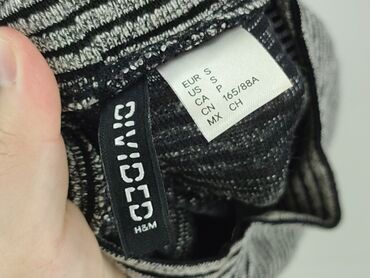 DIVIDED
H&M
EUR S
US S
CA P
CN 165/88A
MX CH